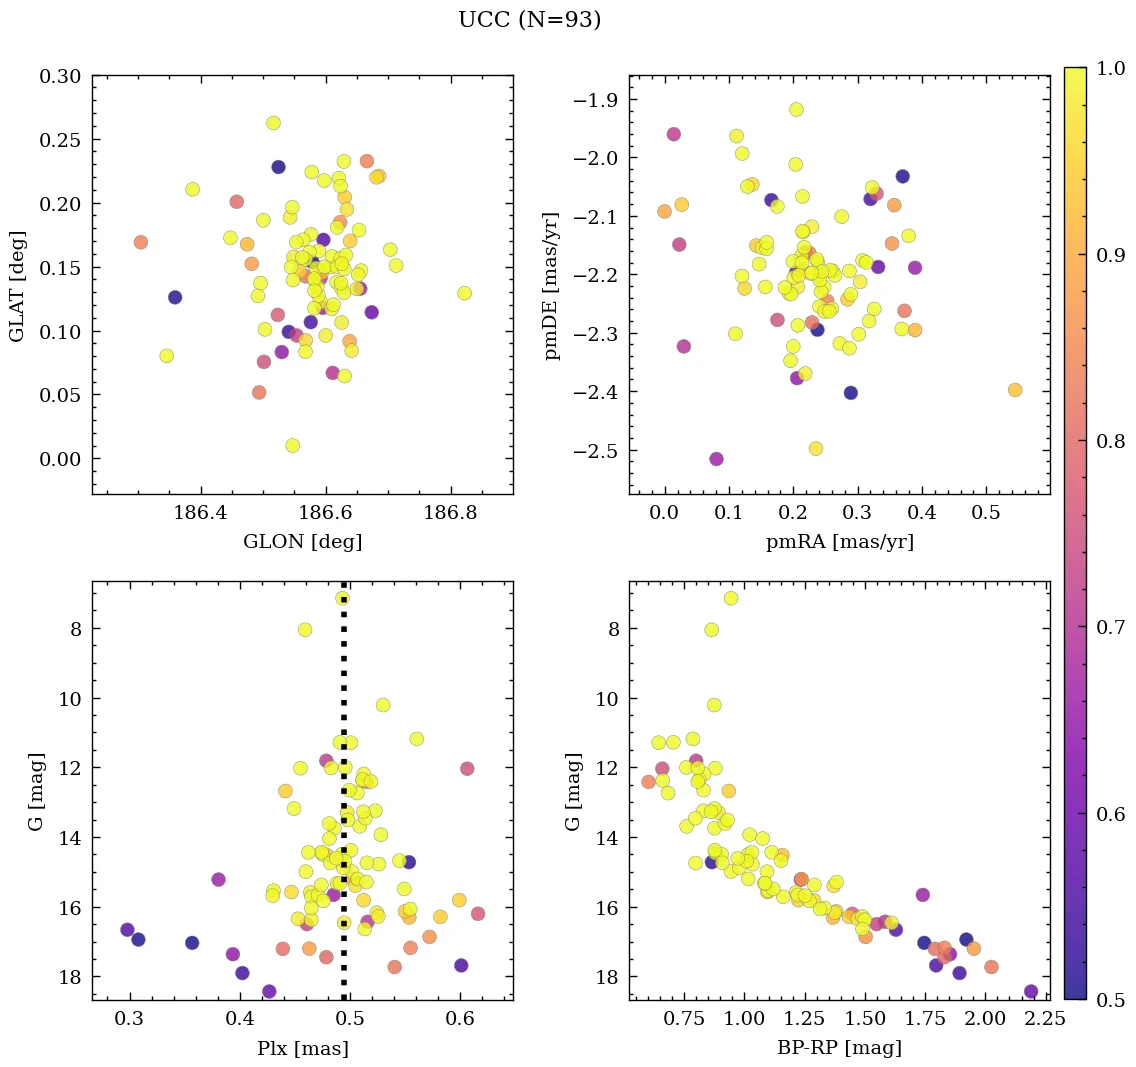 UCC (N=93)
0.30
0.25
0.20
0.15
0.10
0.05
0.00
GLAT [deg]
186.4 186.6 186.8
GLON [deg]
−1.9
−2.0
−2.1
−2.2
−2.3
−2.4
−2.5
pmDE [mas/yr]
0.0 0.1 0.2 0.3 0.4 0.5
pmRA [mas/yr]
1.0
0.9
0.8
0.7
0.6
0.5
8
10
12
14
16
18
G [mag]
0.3 0.4 0.5 0.6
Plx [mas]
8
10
12
14
16
18
G [mag]
0.75 1.00 1.25 1.50 1.75 2.00 2.25
BP-RP [mag]